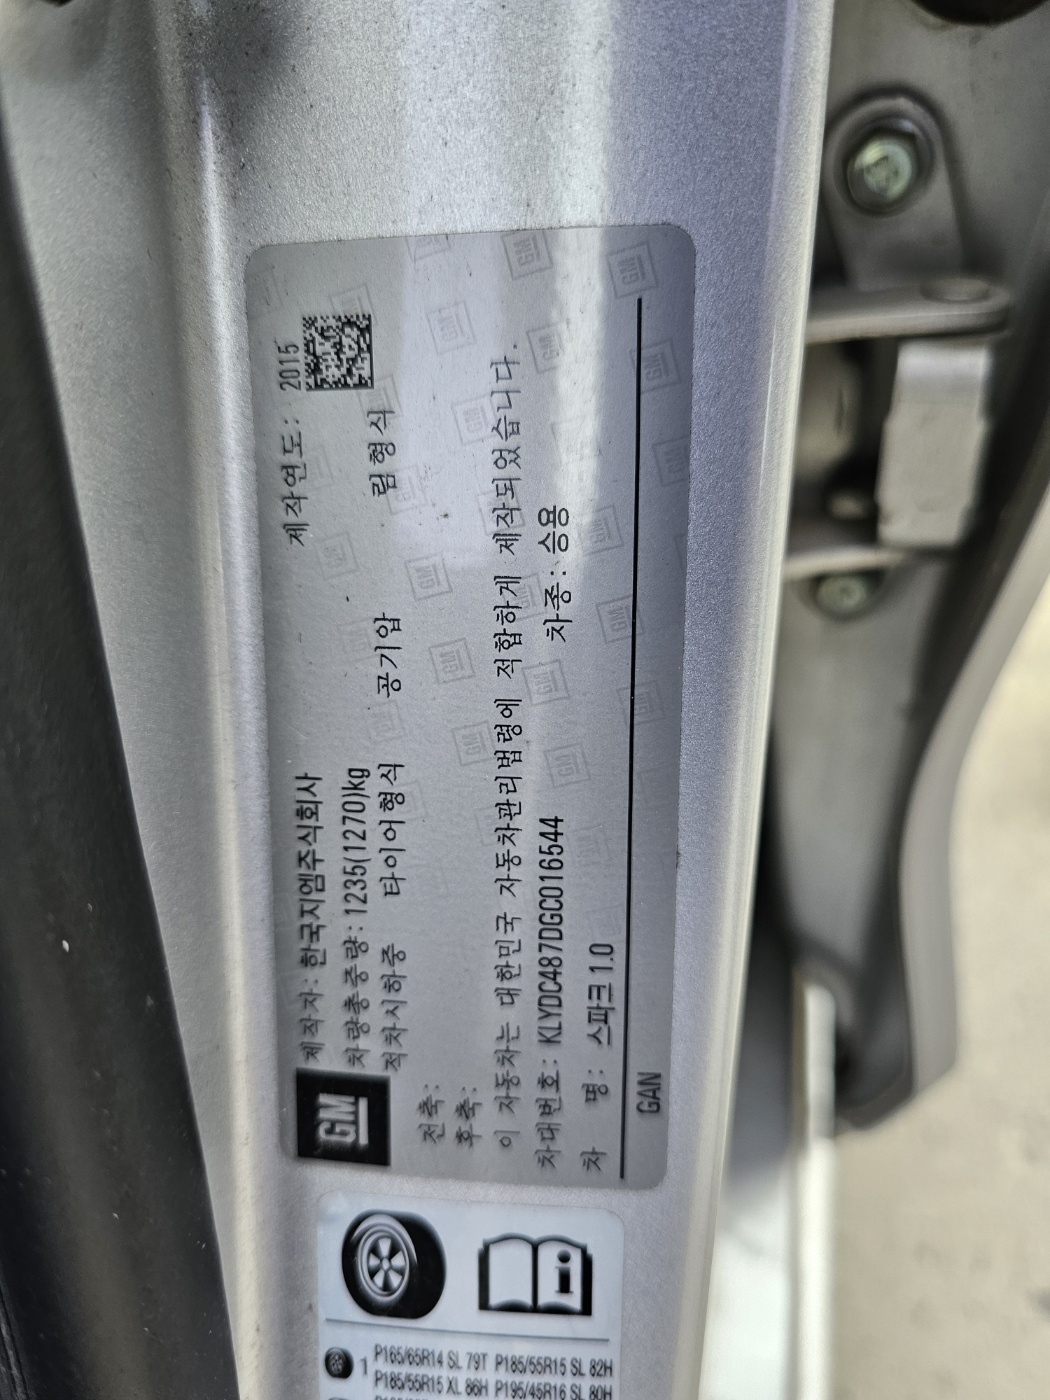 GM
제작자: 한국지엠주식회사 제작연도: 2015
차량총중량: 1235(1270)kg
적차시하중 타이어형식 공기압 림형식
전축:
후축:
이 자동차는 대한민국 자동차관리법령에 적합하게 제작되었습니다.
차대번호: KLYDC487DGC016544 차종: 승용
차 명: 스파크 1.0
GAN
1 P165/65R14 SL 79T P185/55R15 SL 82H
P185/55R15 XL 86H P195/45R16 SL 80H